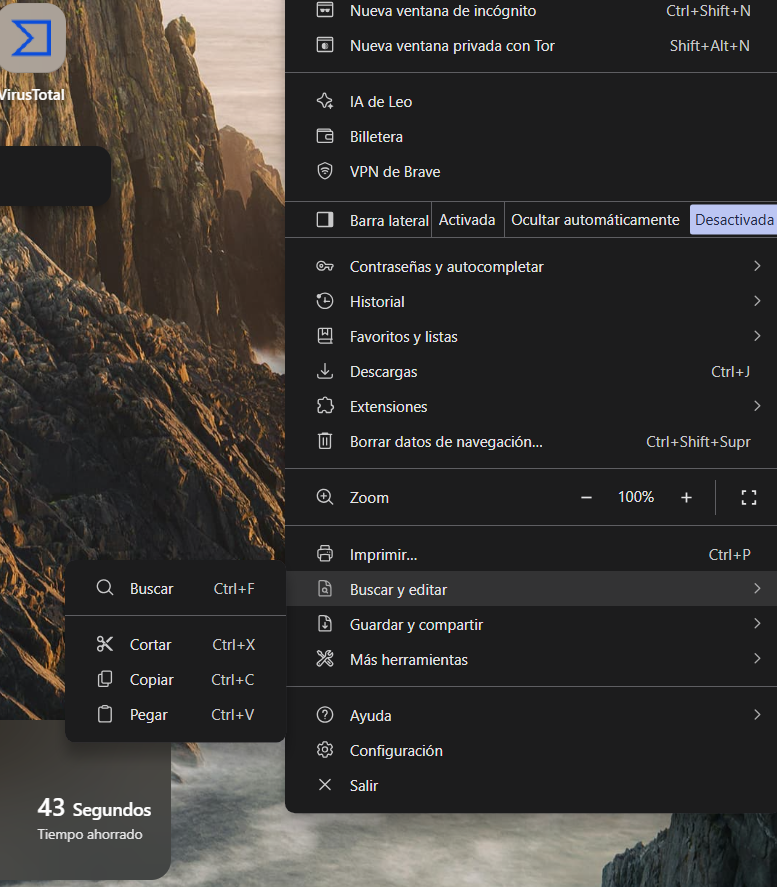 Nueva ventana de incógnito Ctrl+Shift+N
Nueva ventana privada con Tor Shift+Alt+N
VirusTotal
IA de Leo
Billetera
VPN de Brave
Barra lateral Activada Ocultar automáticamente Desactivada
Contraseñas y autocompletar
Historial
Favoritos y listas
Descargas Ctrl+J
Extensiones
Borrar datos de navegación... Ctrl+Shift+Supr
Zoom − 100% +
Imprimir... Ctrl+P
Buscar y editar
Guardar y compartir
Más herramientas
Ayuda
Configuración
Salir
Buscar Ctrl+F
Cortar Ctrl+X
Copiar Ctrl+C
Pegar Ctrl+V
43 Segundos
Tiempo ahorrado